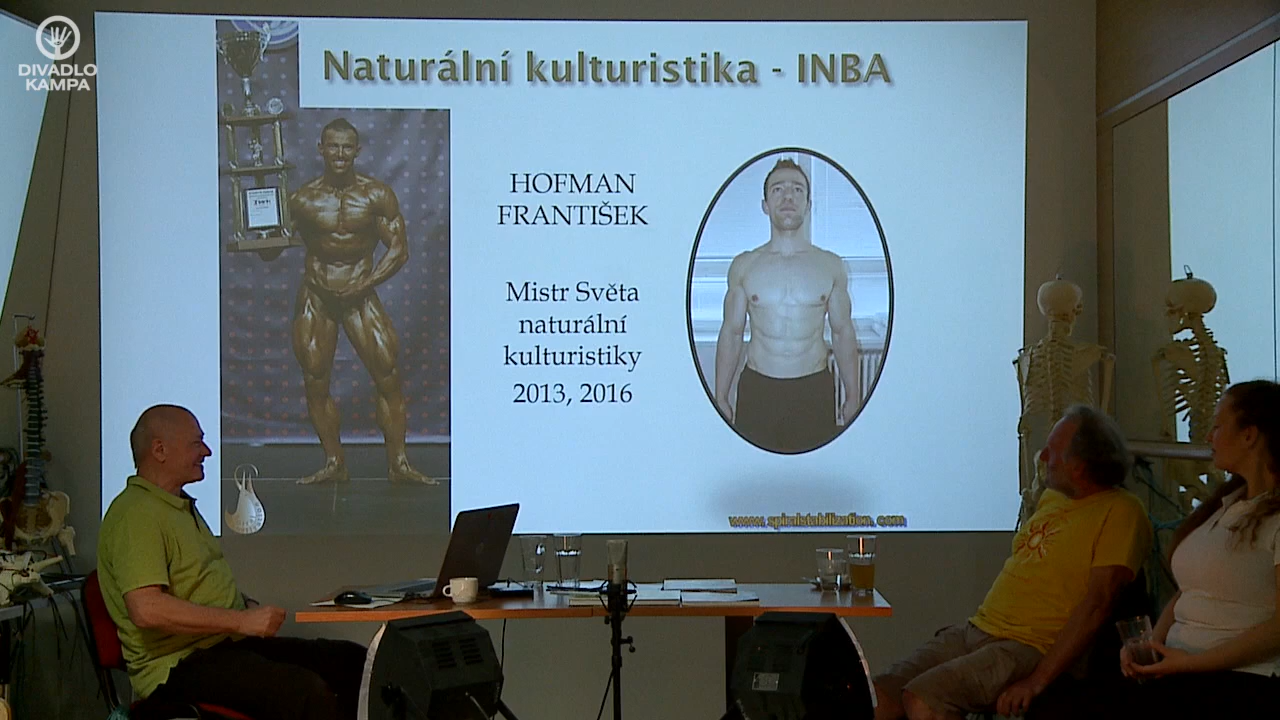 DIVADLO
KAMPA
Naturální kulturistika - INBA
HOFMAN
FRANTIŠEK
Mistr Světa
naturální
kulturistiky
2013, 2016
www.spiralstabilization.com